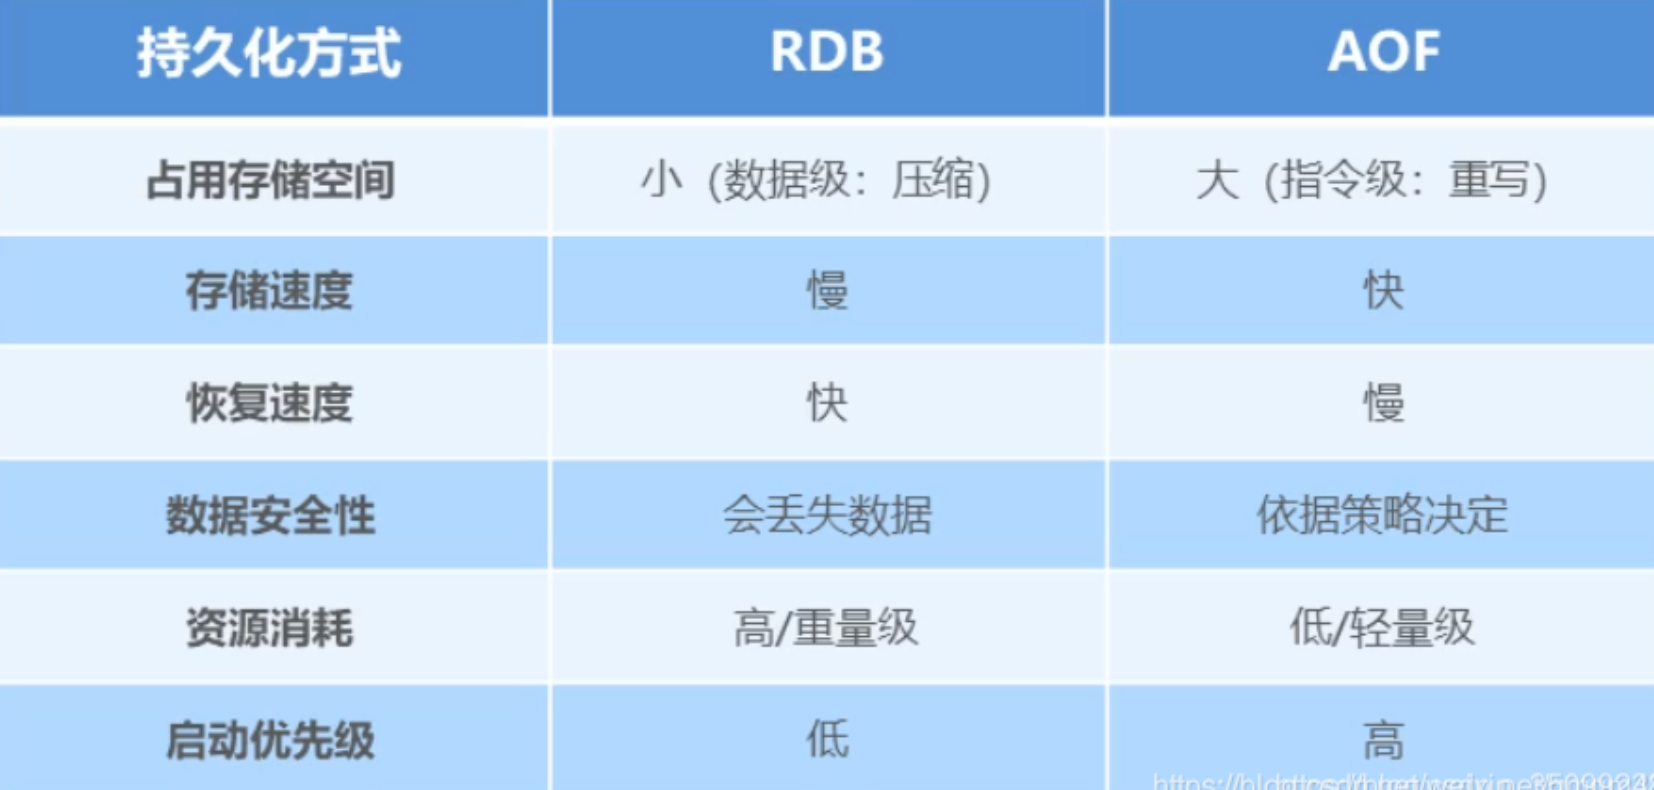 持久化方式 RDB AOF
占用存储空间 小（数据级：压缩） 大（指令级：重写）
存储速度 慢 快
恢复速度 快 慢
数据安全性 会丢失数据 依据策略决定
资源消耗 高/重量级 低/轻量级
启动优先级 低 高